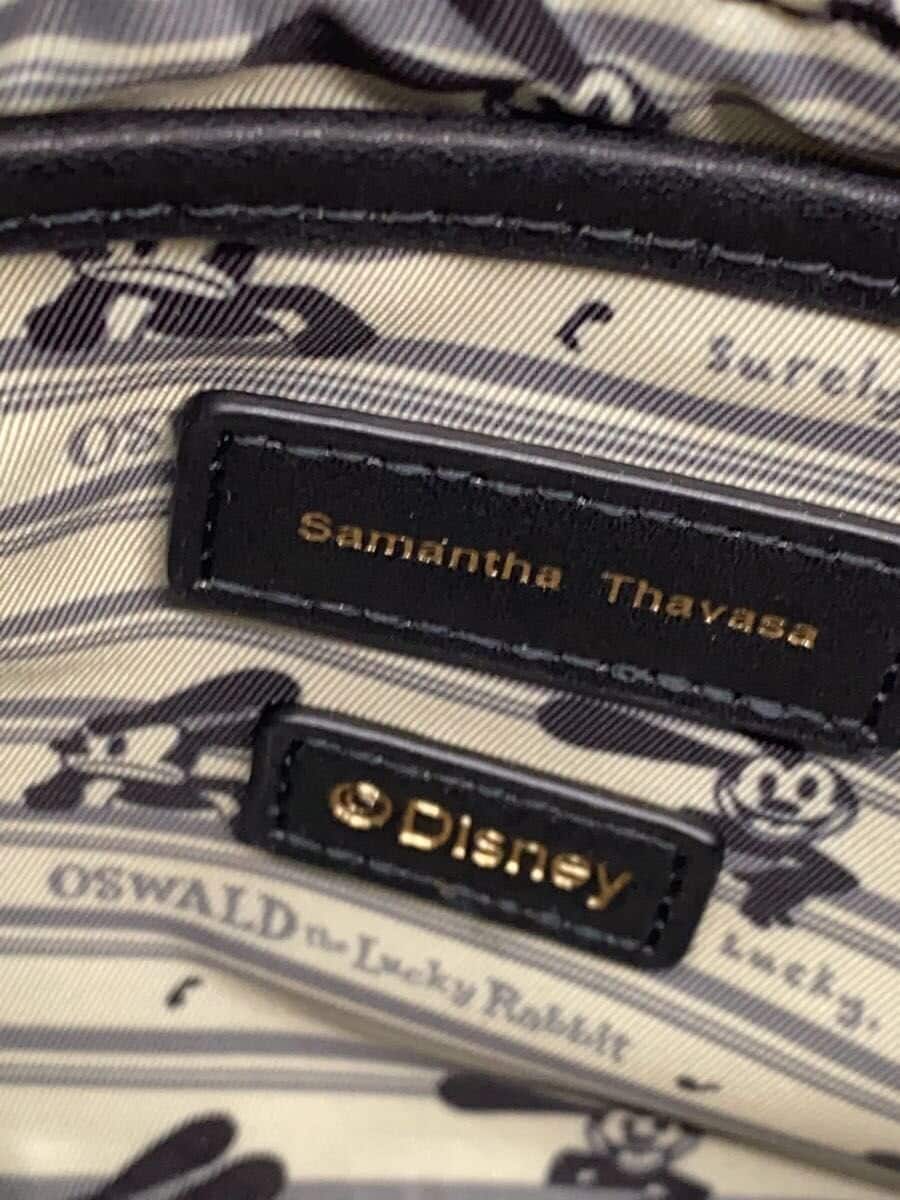 Surely
OS
Samantha Thavasa
© Disney
OSWALD the Lucky Rabbit
Lucky,